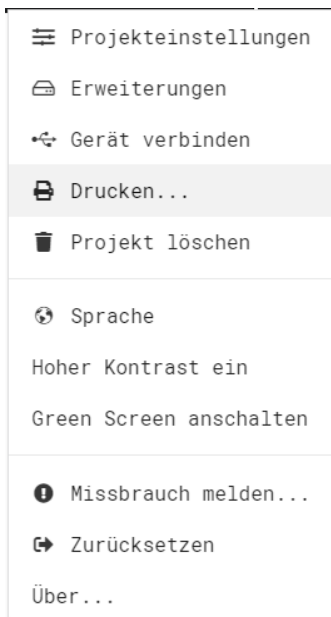 Projekteinstellungen
Erweiterungen
Gerät verbinden
Drucken...
Projekt löschen
Sprache
Hoher Kontrast ein
Green Screen anschalten
Missbrauch melden...
Zurücksetzen
Über...